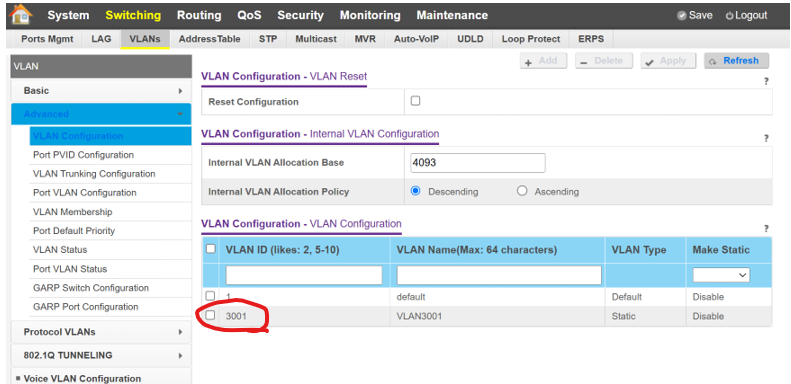 System Switching Routing QoS Security Monitoring Maintenance Save Logout
Ports Mgmt LAG VLANs AddressTable STP Multicast MVR Auto-VoIP UDLD Loop Protect ERPS
VLAN
Basic
Advanced
VLAN Configuration
Port PVID Configuration
VLAN Trunking Configuration
Port VLAN Configuration
VLAN Membership
Port Default Priority
VLAN Status
Port VLAN Status
GARP Switch Configuration
GARP Port Configuration
Protocol VLANs
802.1Q TUNNELING
Voice VLAN Configuration
Add Delete Apply Refresh
VLAN Configuration - VLAN Reset ?
Reset Configuration
VLAN Configuration - Internal VLAN Configuration ?
Internal VLAN Allocation Base 4093
Internal VLAN Allocation Policy Descending Ascending
VLAN Configuration - VLAN Configuration ?
VLAN ID (likes: 2, 5-10) VLAN Name(Max: 64 characters) VLAN Type Make Static
1 default Default Disable
3001 VLAN3001 Static Disable